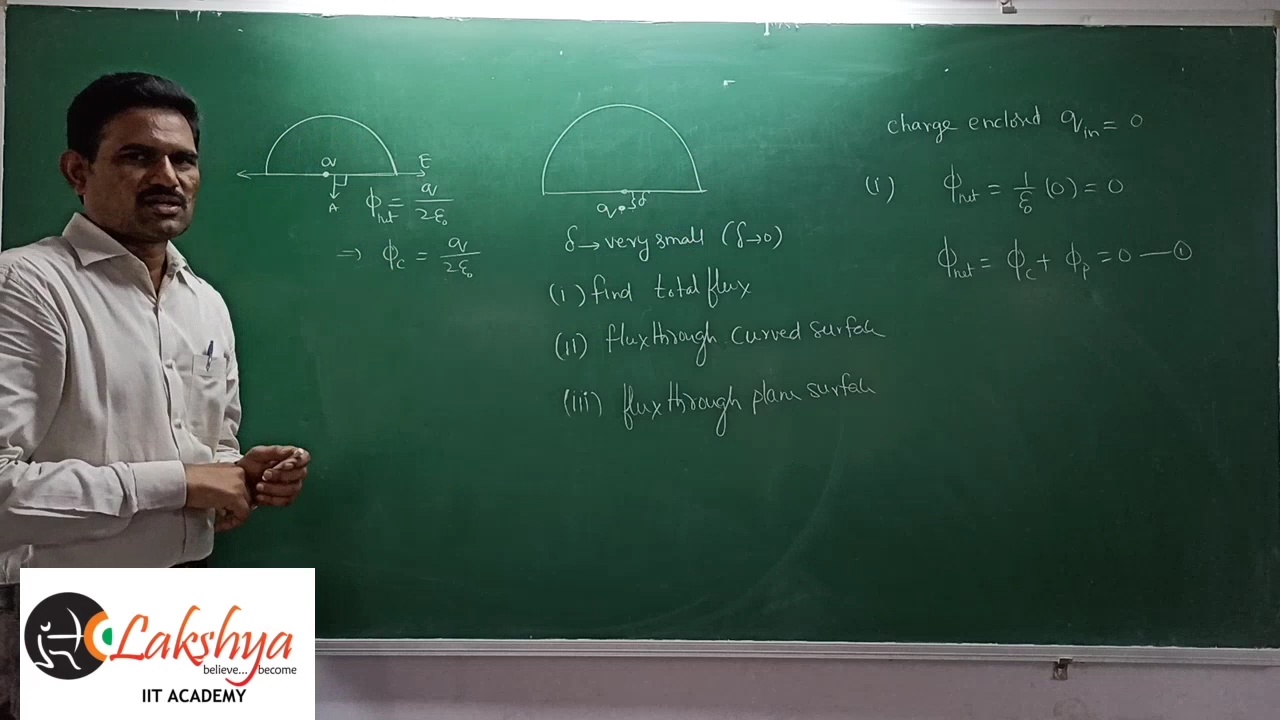 q
E
A
ϕnet = q/2ε₀
⇒ ϕc = q/2ε₀
q
δ
δ → very small (δ→0)
(i) find total flux
(ii) flux through curved surface
(iii) flux through plane surface
charge enclosed qin = 0
(i) ϕnet = 1/ε₀ (0) = 0
ϕnet = ϕc + ϕp = 0 — ①
Lakshya
believe... become
IIT ACADEMY